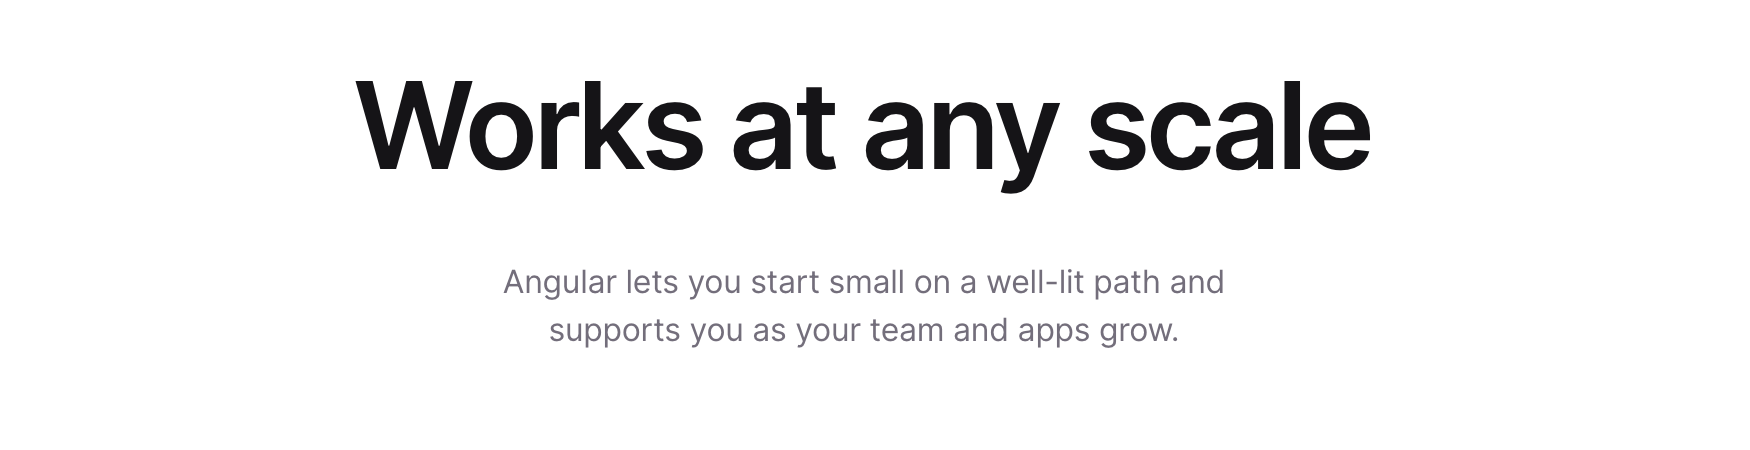 Works at any scale
Angular lets you start small on a well-lit path and
supports you as your team and apps grow.